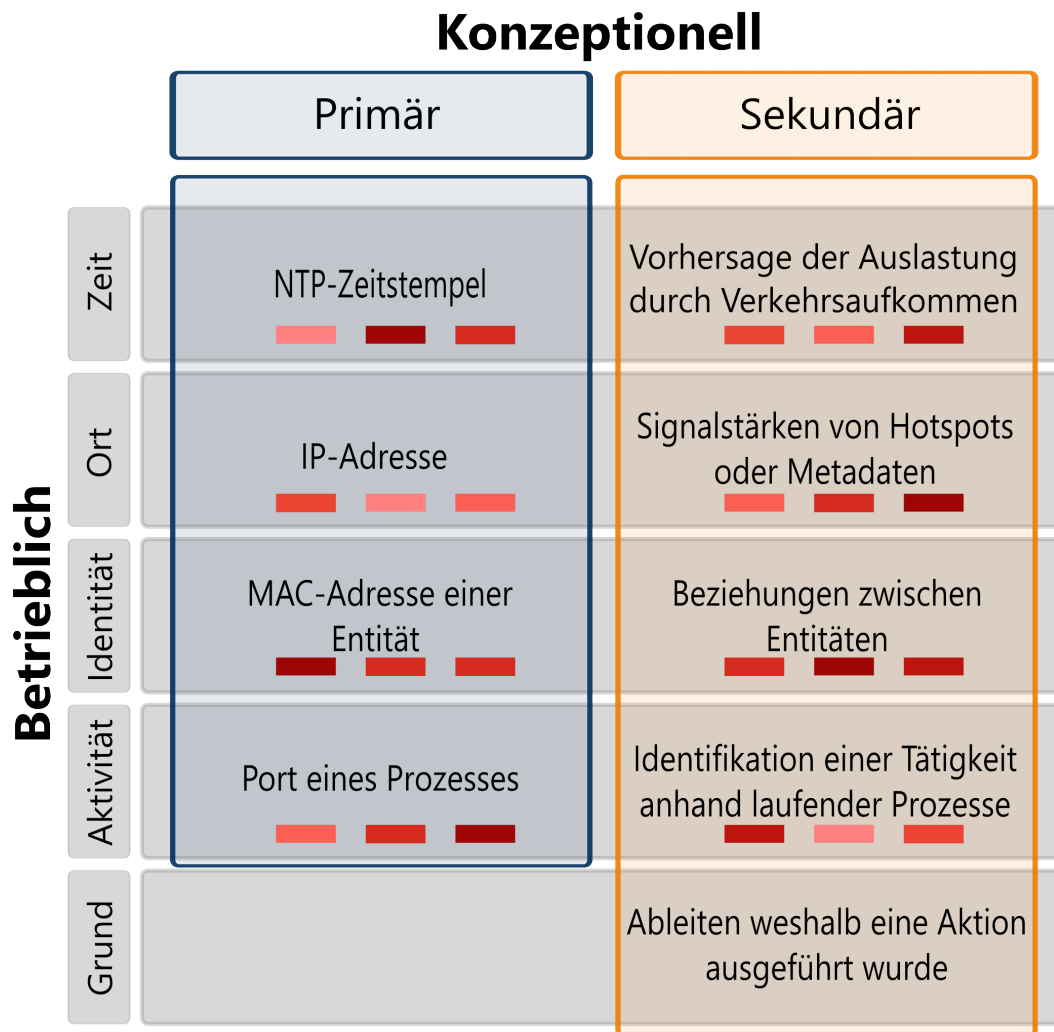 Konzeptionell
Primär
Sekundär
Betrieblich
Zeit
NTP-Zeitstempel
Vorhersage der Auslastung
durch Verkehrsaufkommen
Ort
IP-Adresse
Signalstärken von Hotspots
oder Metadaten
Identität
MAC-Adresse einer
Entität
Beziehungen zwischen
Entitäten
Aktivität
Port eines Prozesses
Identifikation einer Tätigkeit
anhand laufender Prozesse
Grund
Ableiten weshalb eine Aktion
ausgeführt wurde